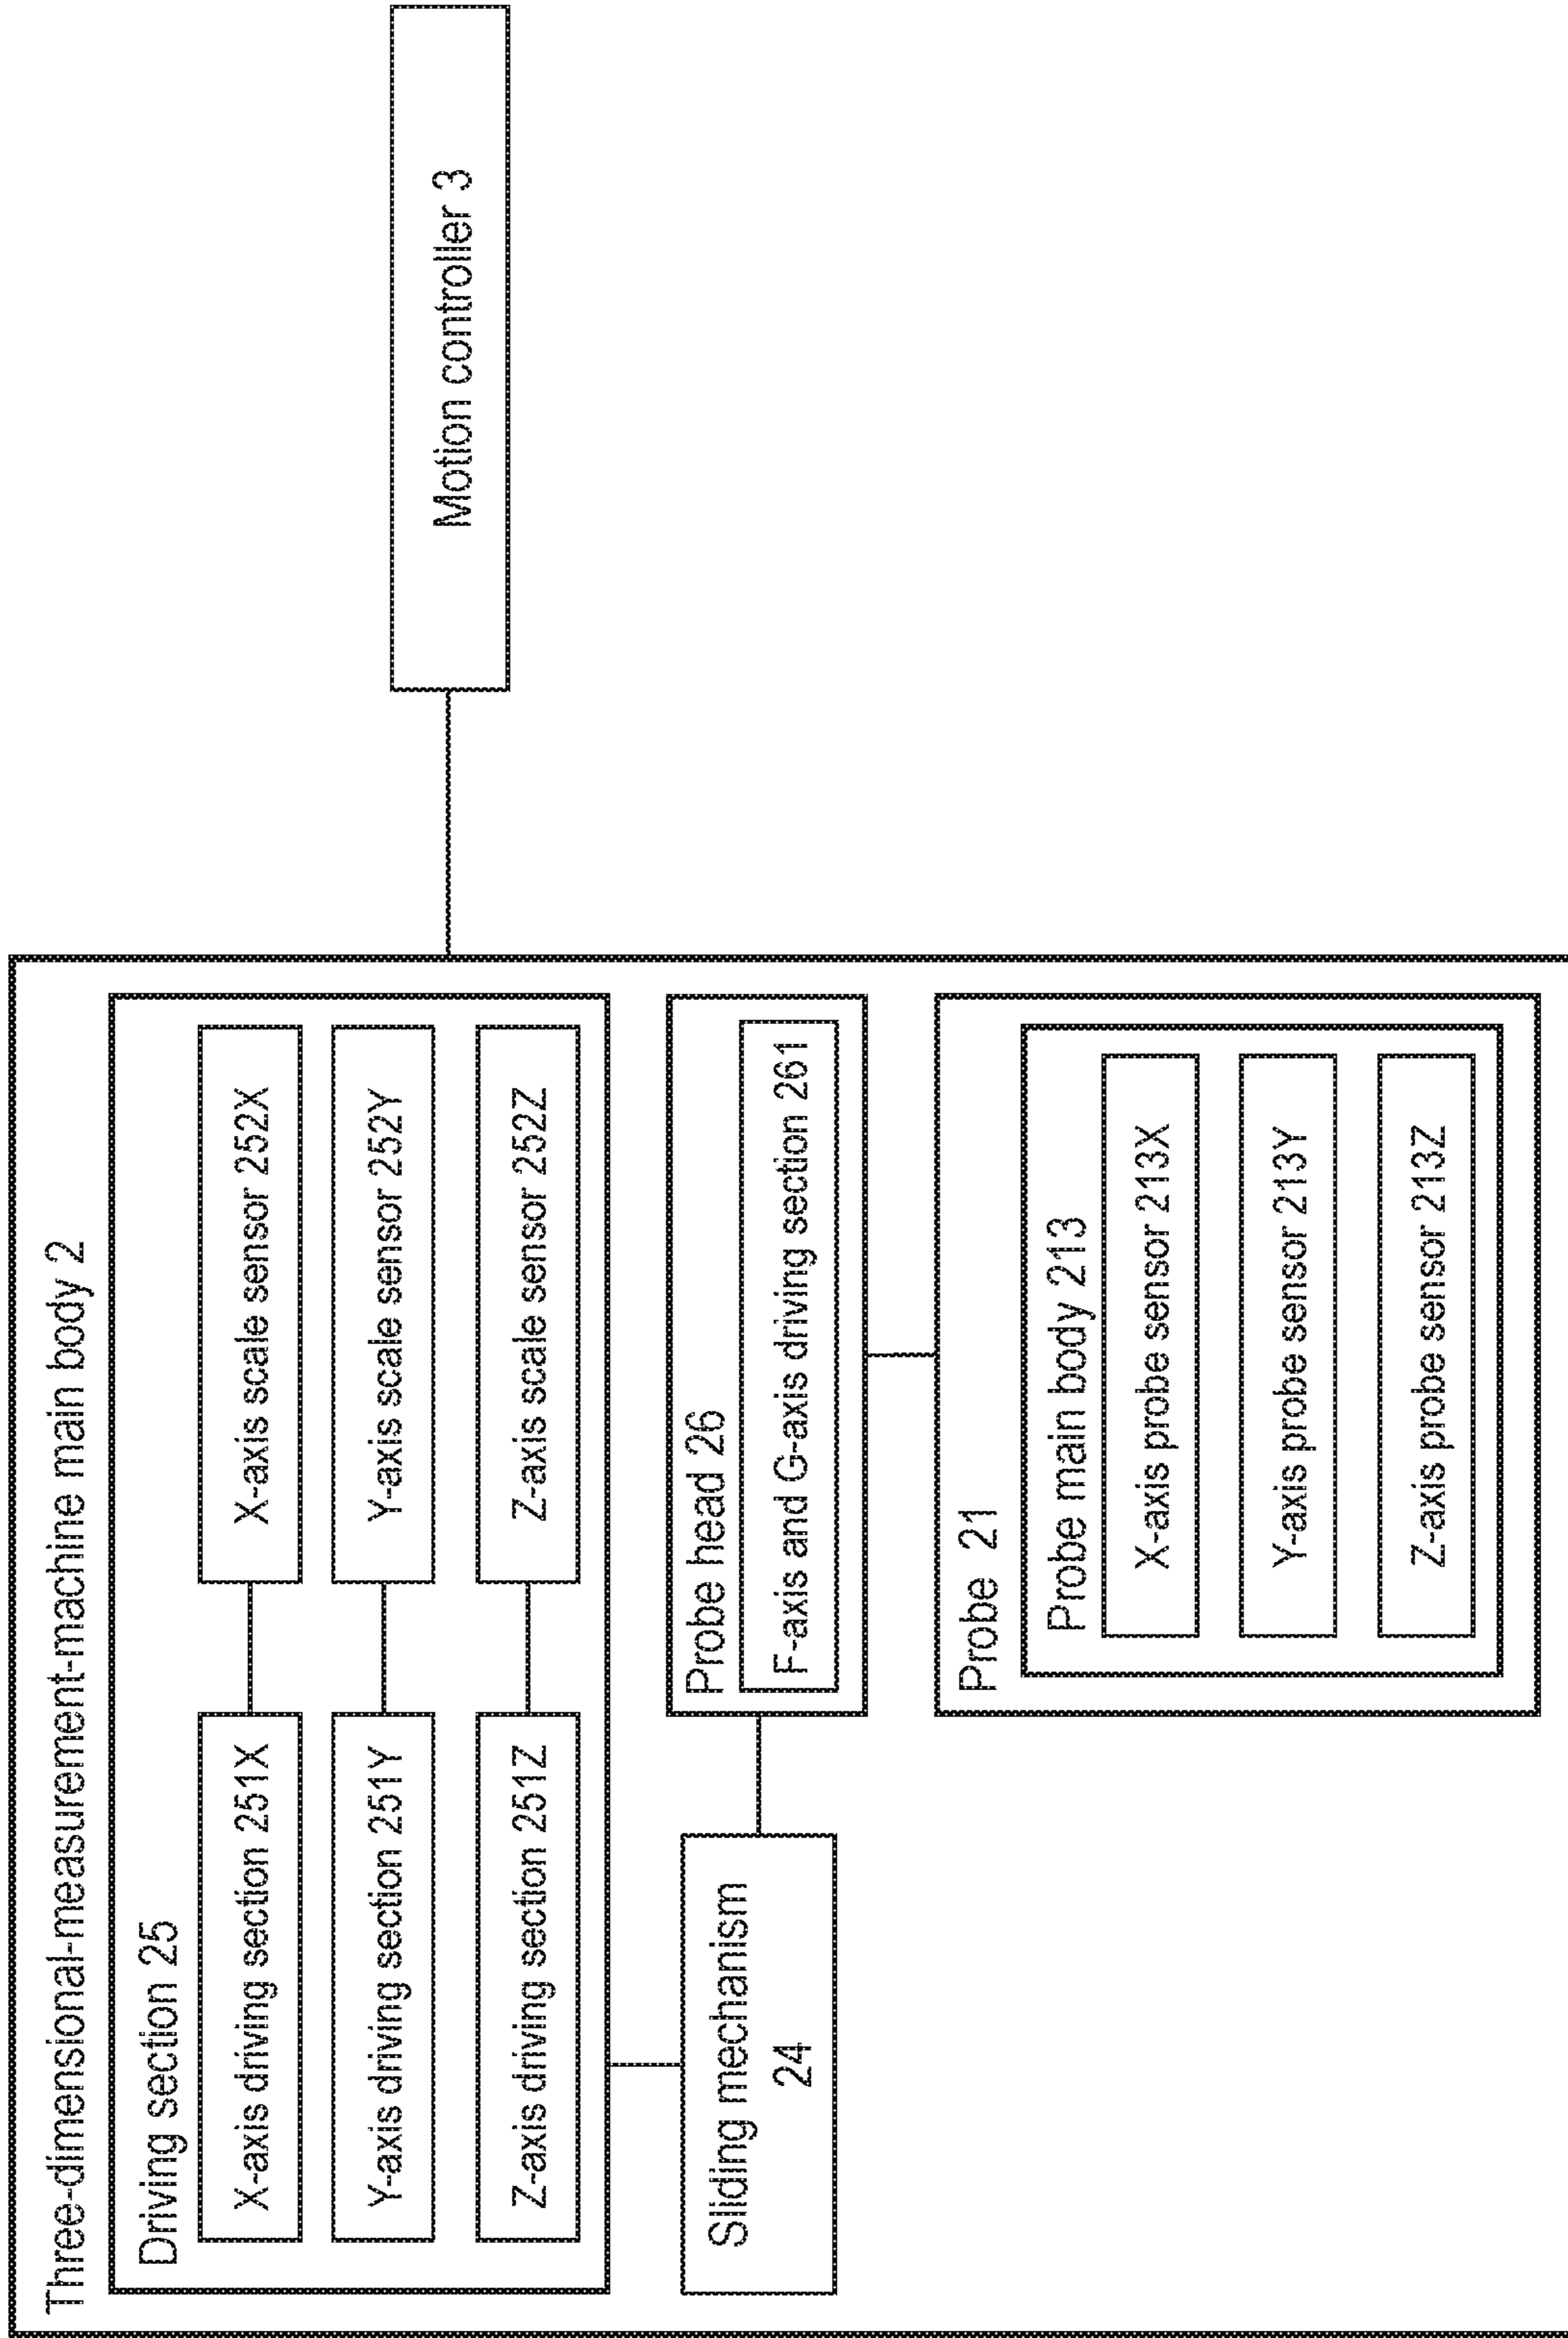 Three-dimensional-measurement-machine main body 2
Driving section 25
X-axis driving section 251X
X-axis scale sensor 252X
Y-axis driving section 251Y
Y-axis scale sensor 252Y
Z-axis driving section 251Z
Z-axis scale sensor 252Z
Sliding mechanism
24
Probe head 26
F-axis and G-axis driving section 261
Probe 21
Probe main body 213
X-axis probe sensor 213X
Y-axis probe sensor 213Y
Z-axis probe sensor 213Z
Motion controller 3